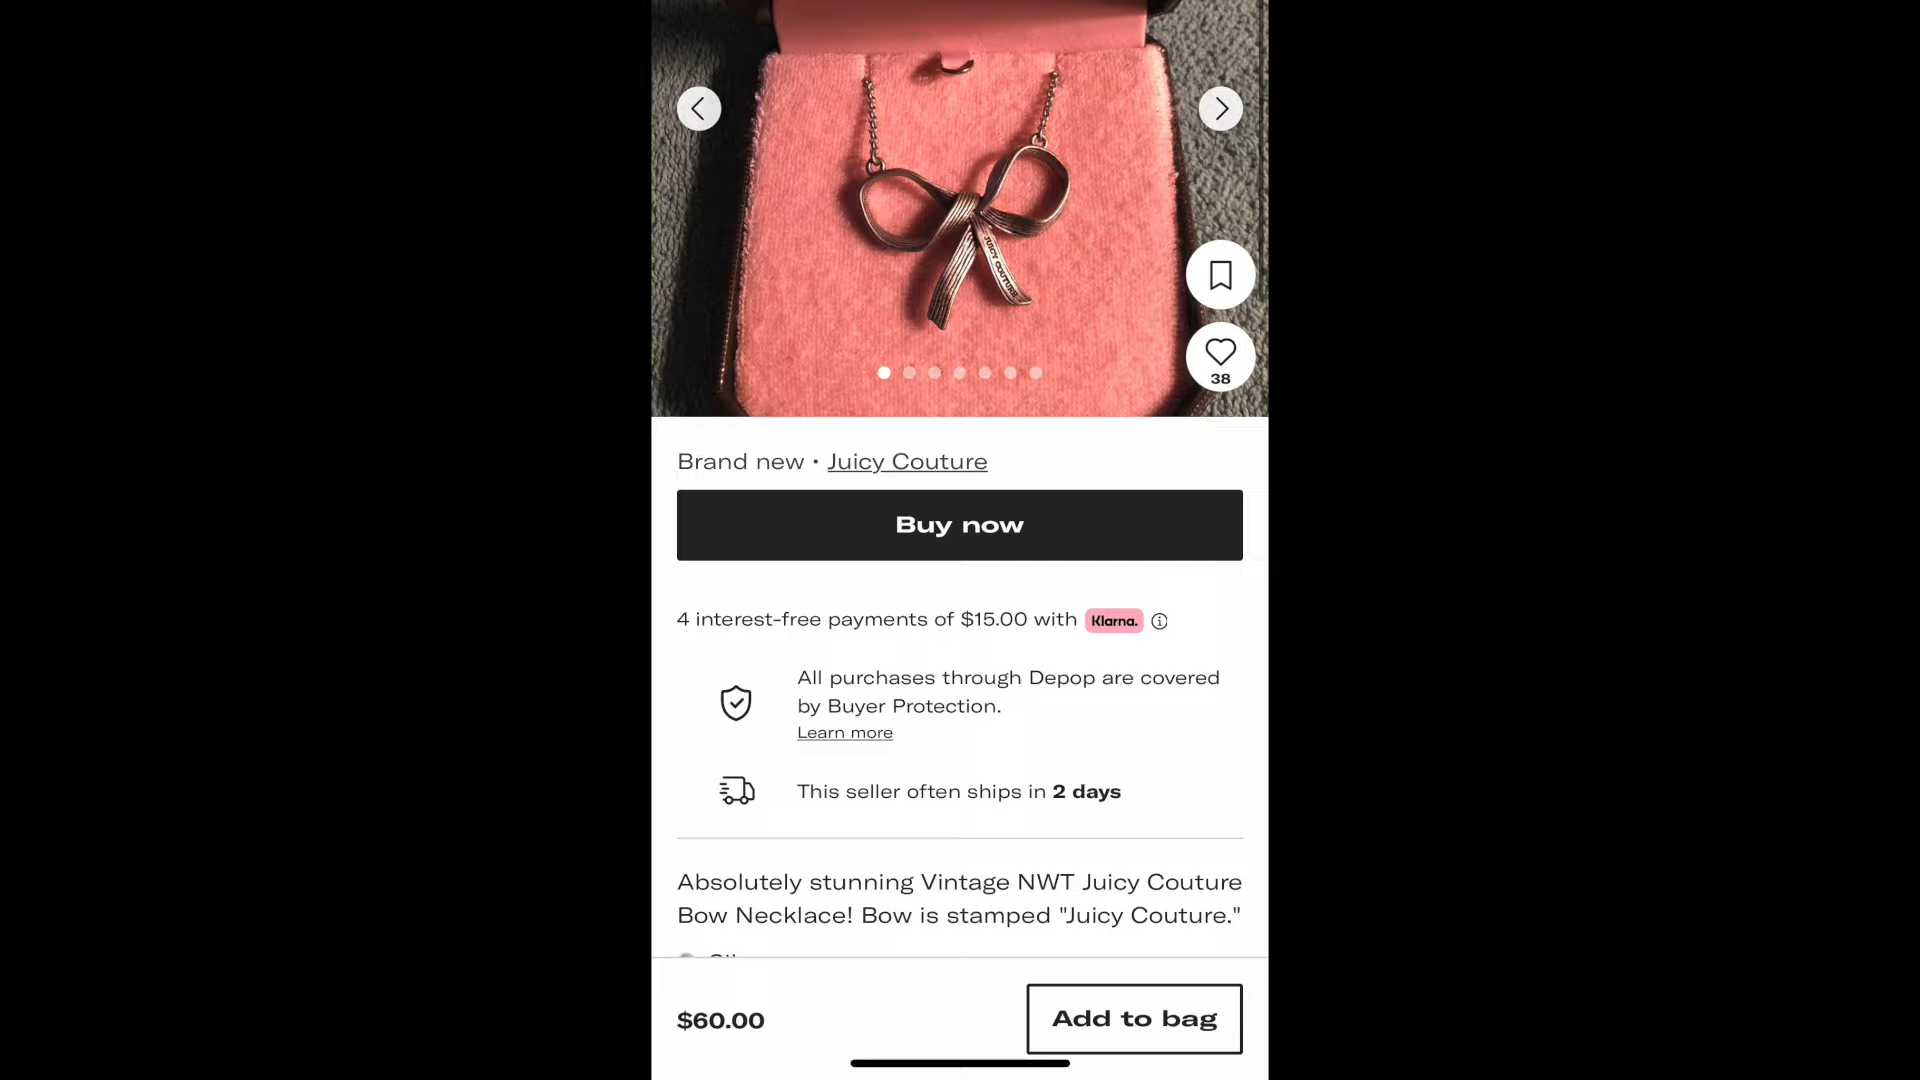 JUICY COUTURE
38
Brand new • Juicy Couture
Buy now
4 interest-free payments of $15.00 with Klarna.
All purchases through Depop are covered
by Buyer Protection.
Learn more
This seller often ships in 2 days
Absolutely stunning Vintage NWT Juicy Couture
Bow Necklace! Bow is stamped "Juicy Couture."
$60.00
Add to bag